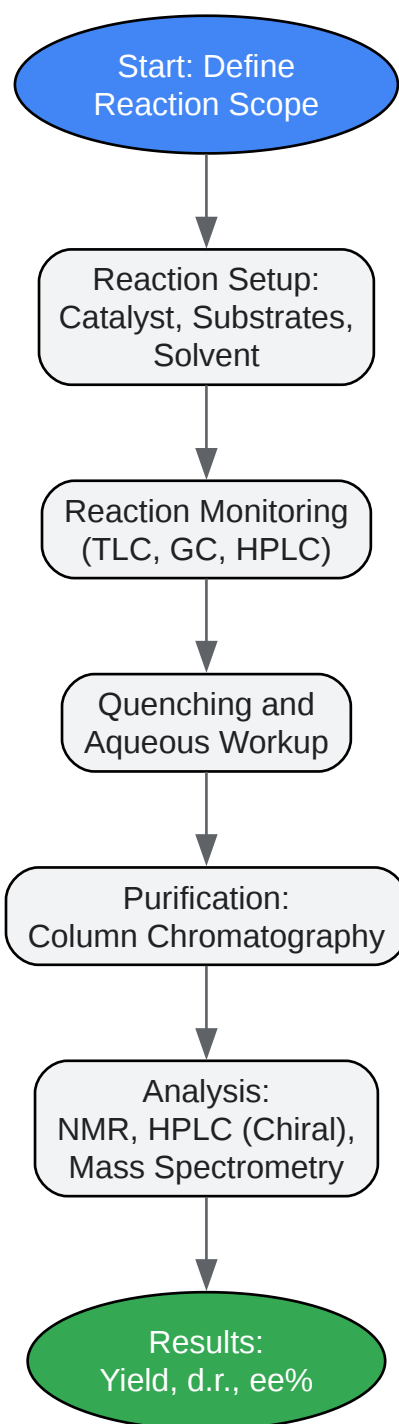 Start: Define
Reaction Scope
Reaction Setup:
Catalyst, Substrates,
Solvent
Reaction Monitoring
(TLC, GC, HPLC)
Quenching and
Aqueous Workup
Purification:
Column Chromatography
Analysis:
NMR, HPLC (Chiral),
Mass Spectrometry
Results:
Yield, d.r., ee%